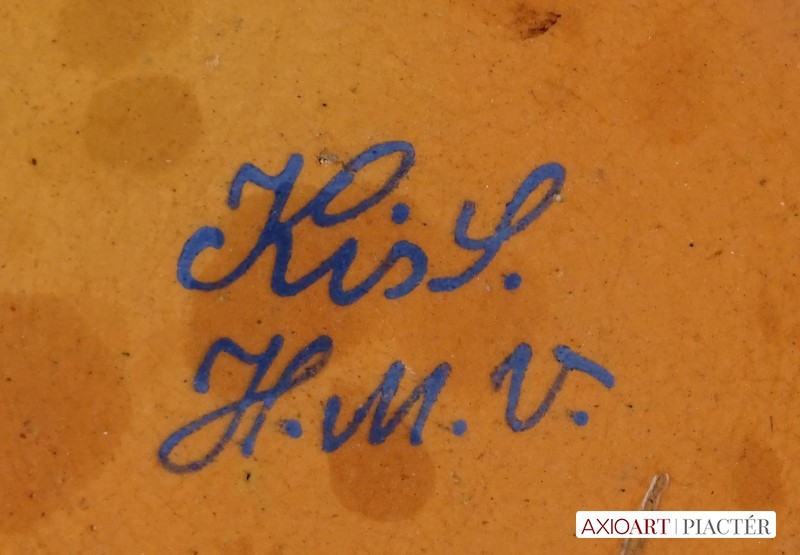 Kis S.
H. M. V.
AXIOART | PIACTÉR